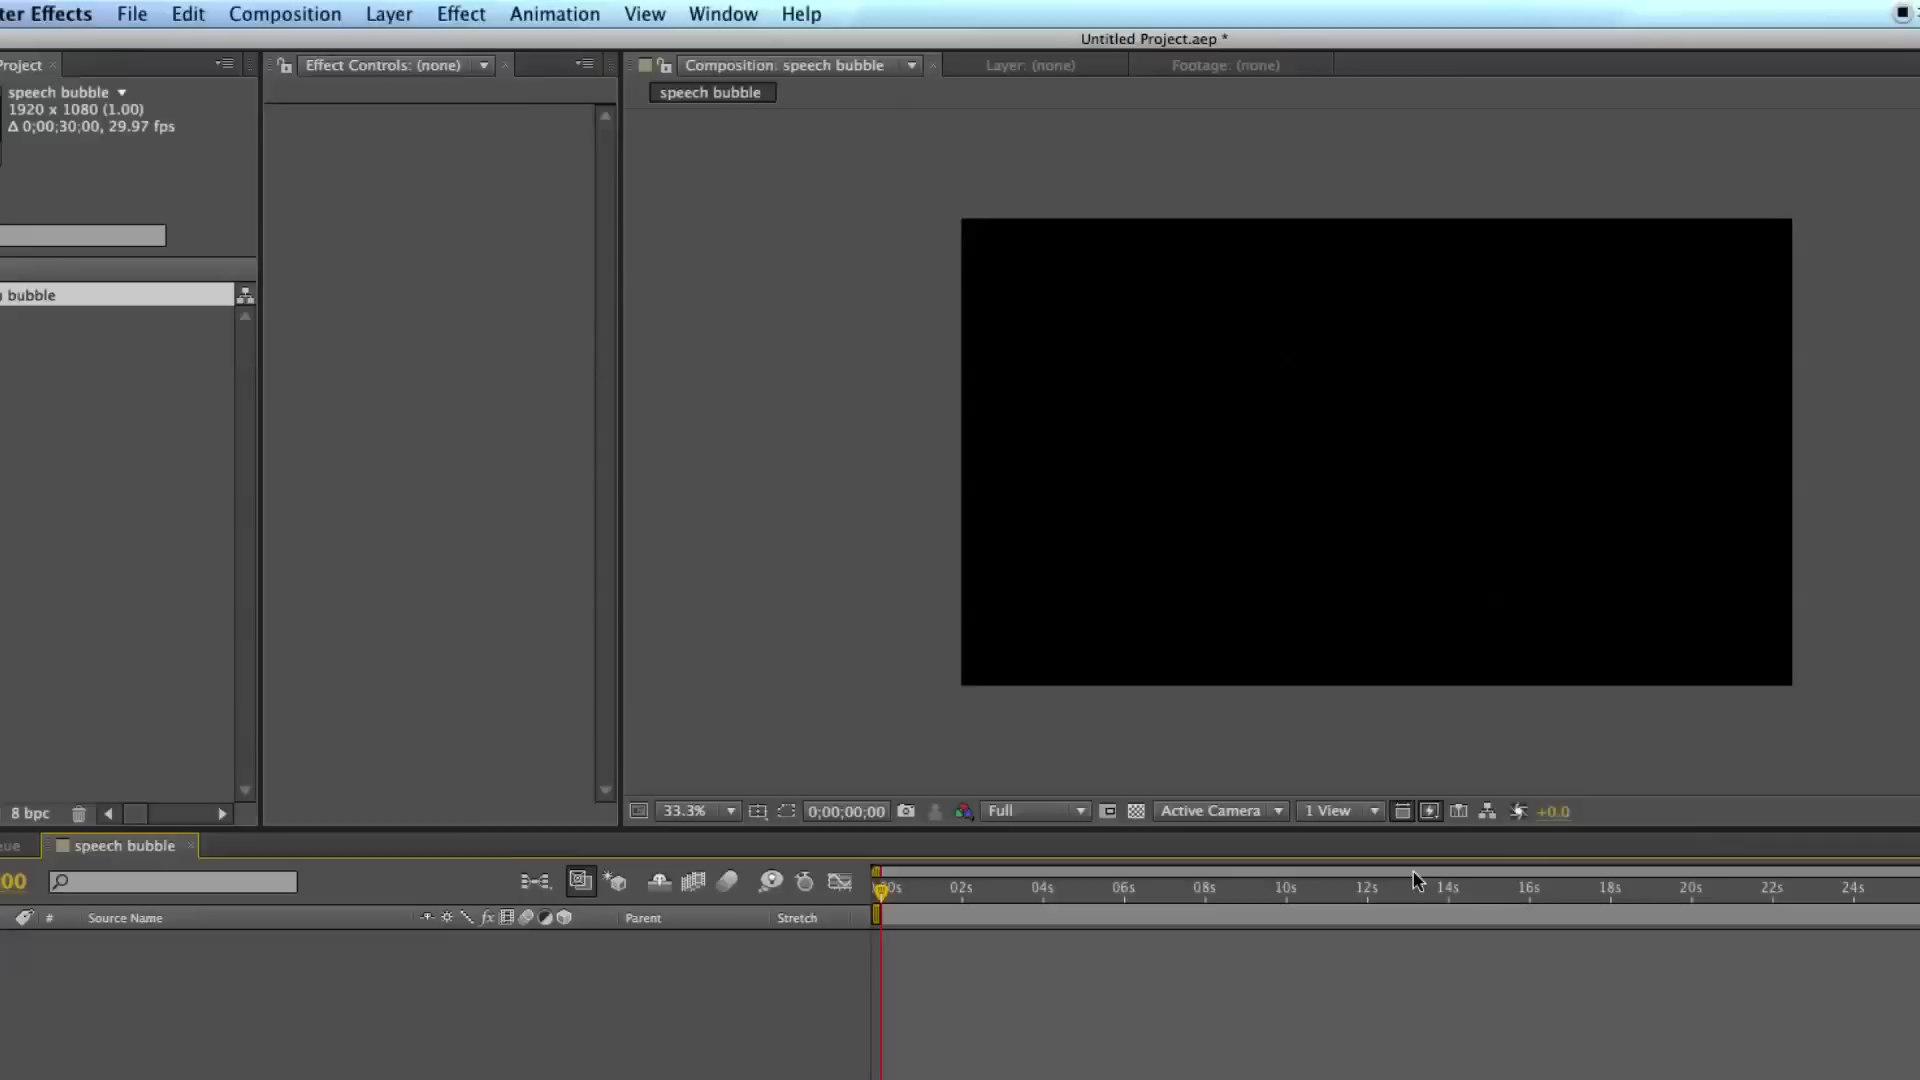 ter Effects File Edit Composition Layer Effect Animation View Window Help
Untitled Project.aep *
Project Effect Controls: (none) Composition: speech bubble Layer: (none) Footage: (none)
speech bubble
speech bubble
1920 x 1080 (1.00)
Δ 0;00;30;00, 29.97 fps
bubble
8 bpc 33.3% 0;00;00;00 Full Active Camera 1 View +0.0
eue speech bubble
00 00s 02s 04s 06s 08s 10s 12s 14s 16s 18s 20s 22s 24s
# Source Name fx Parent Stretch